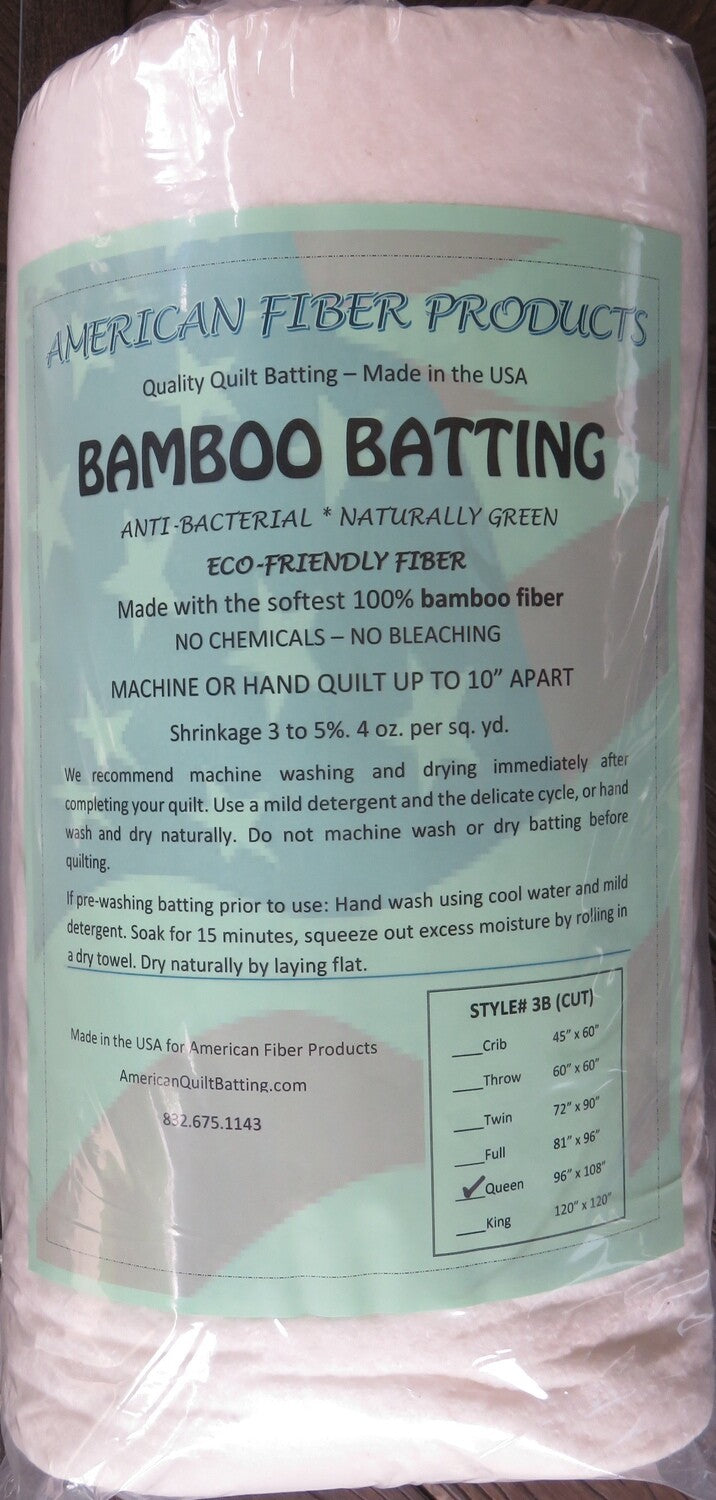 AMERICAN FIBER PRODUCTS
Quality Quilt Batting – Made in the USA
BAMBOO BATTING
ANTI-BACTERIAL * NATURALLY GREEN
ECO-FRIENDLY FIBER
Made with the softest 100% bamboo fiber
NO CHEMICALS – NO BLEACHING
MACHINE OR HAND QUILT UP TO 10” APART
Shrinkage 3 to 5%. 4 oz. per sq. yd.
We recommend machine washing and drying immediately after
completing your quilt. Use a mild detergent and the delicate cycle, or hand
wash and dry naturally. Do not machine wash or dry batting before
quilting.
If pre-washing batting prior to use: Hand wash using cool water and mild
detergent. Soak for 15 minutes, squeeze out excess moisture by rolling in
a dry towel. Dry naturally by laying flat.
Made in the USA for American Fiber Products
AmericanQuiltBatting.com
832.675.1143
STYLE# 3B (CUT)
____Crib 45” x 60”
____Throw 60” x 60”
____Twin 72” x 90”
____Full 81” x 96”
__✓__Queen 96” x 108”
____King 120” x 120”